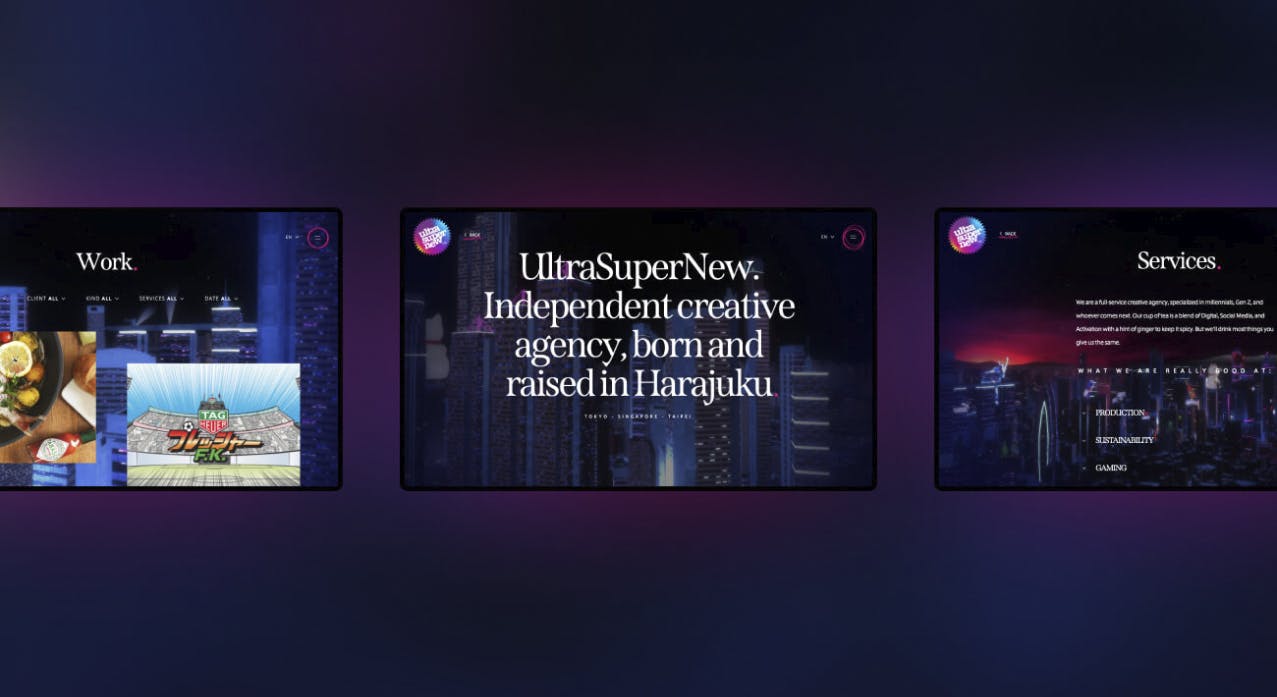 EN
Work.
CLIENT ALL
KIND ALL
SERVICES ALL
DATE ALL
TAG
HEUER
フレッシャー
F.K.
ultra
super
new
BACK
EN
UltraSuperNew.
Independent creative
agency, born and
raised in Harajuku.
TOKYO - SINGAPORE - TAIPEI
ultra
super
new
BACK
Services.
We are a full-service creative agency, specialized in millennials, Gen Z, and
whoever comes next. Our cup of tea is a blend of Digital, Social Media, and
Activation with a hint of ginger to keep it spicy. But we'll drink most things you
give us the same.
WHAT WE ARE REALLY GOOD AT:
- PRODUCTION
- SUSTAINABILITY
- GAMING